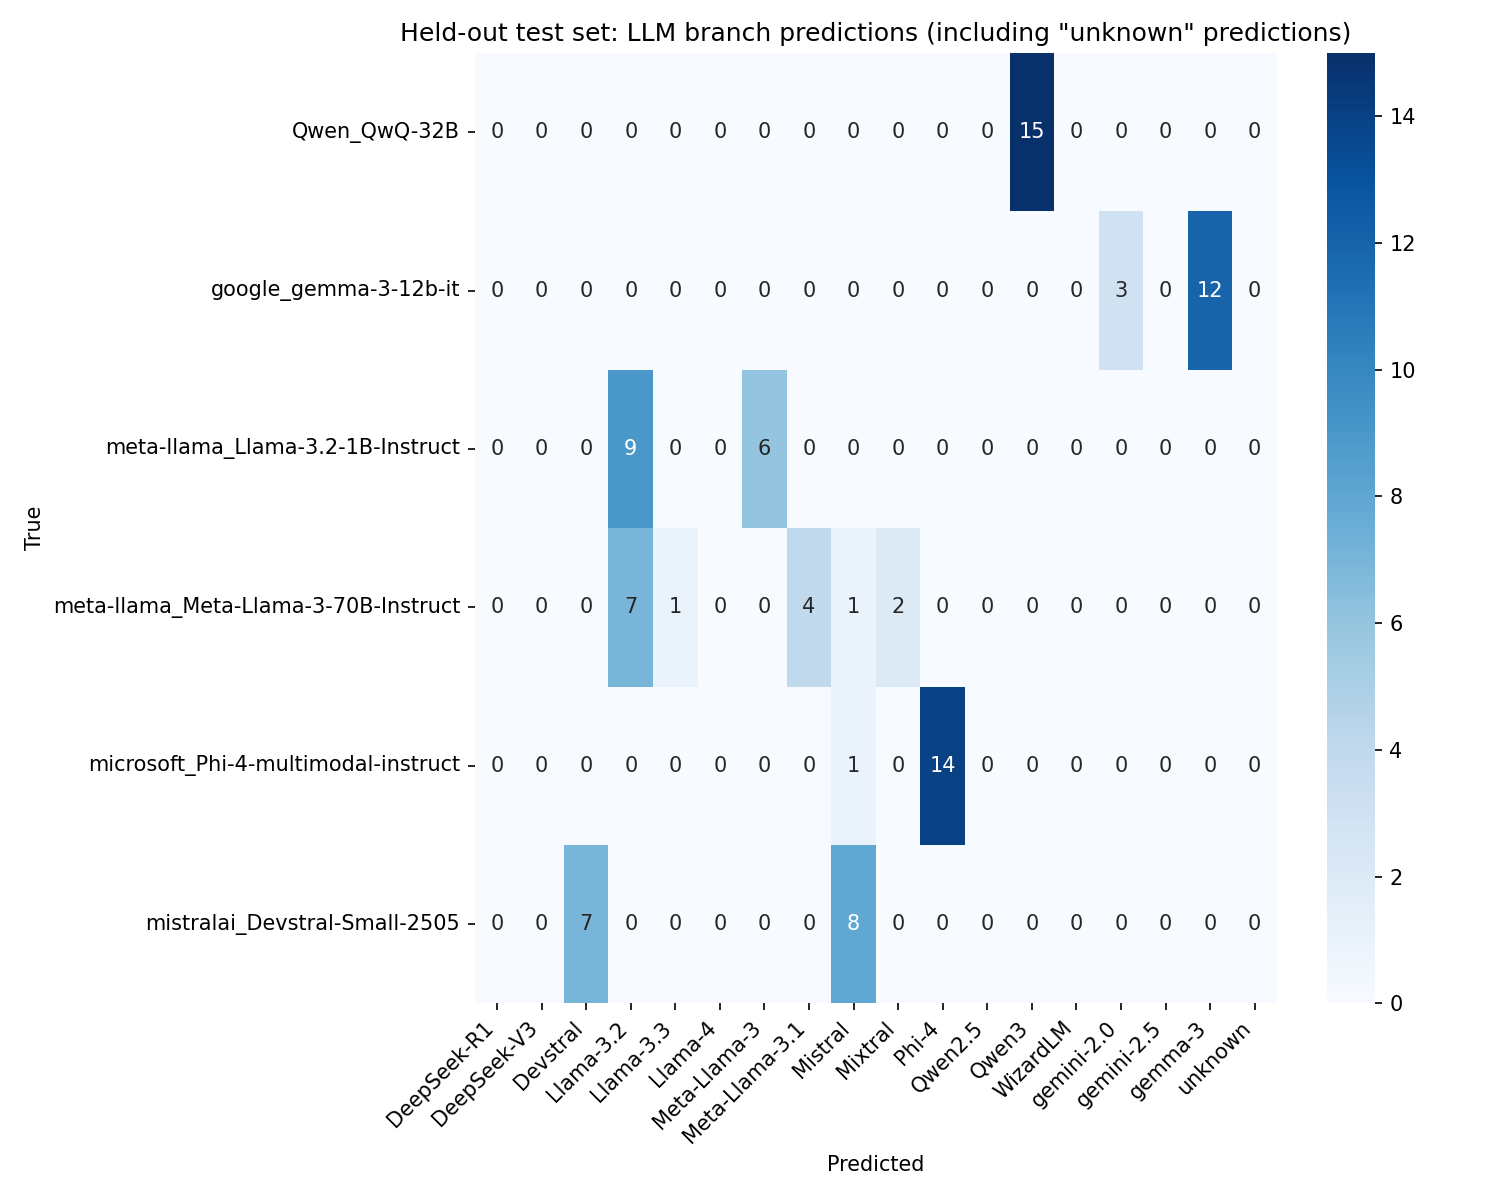 Held-out test set: LLM branch predictions (including "unknown" predictions)
Qwen_QwQ-32B 0 0 0 0 0 0 0 0 0 0 0 0 15 0 0 0 0 0
google_gemma-3-12b-it 0 0 0 0 0 0 0 0 0 0 0 0 0 0 3 0 12 0
meta-llama_Llama-3.2-1B-Instruct 0 0 0 9 0 0 6 0 0 0 0 0 0 0 0 0 0 0
meta-llama_Meta-Llama-3-70B-Instruct 0 0 0 7 1 0 0 4 1 2 0 0 0 0 0 0 0 0
microsoft_Phi-4-multimodal-instruct 0 0 0 0 0 0 0 0 1 0 14 0 0 0 0 0 0 0
mistralai_Devstral-Small-2505 0 0 7 0 0 0 0 0 8 0 0 0 0 0 0 0 0 0
True
DeepSeek-R1
DeepSeek-V3
Devstral
Llama-3.2
Llama-3.3
Llama-4
Meta-Llama-3
Meta-Llama-3.1
Mistral
Mixtral
Phi-4
Qwen2.5
Qwen3
WizardLM
gemini-2.0
gemini-2.5
gemma-3
unknown
Predicted
14
12
10
8
6
4
2
0